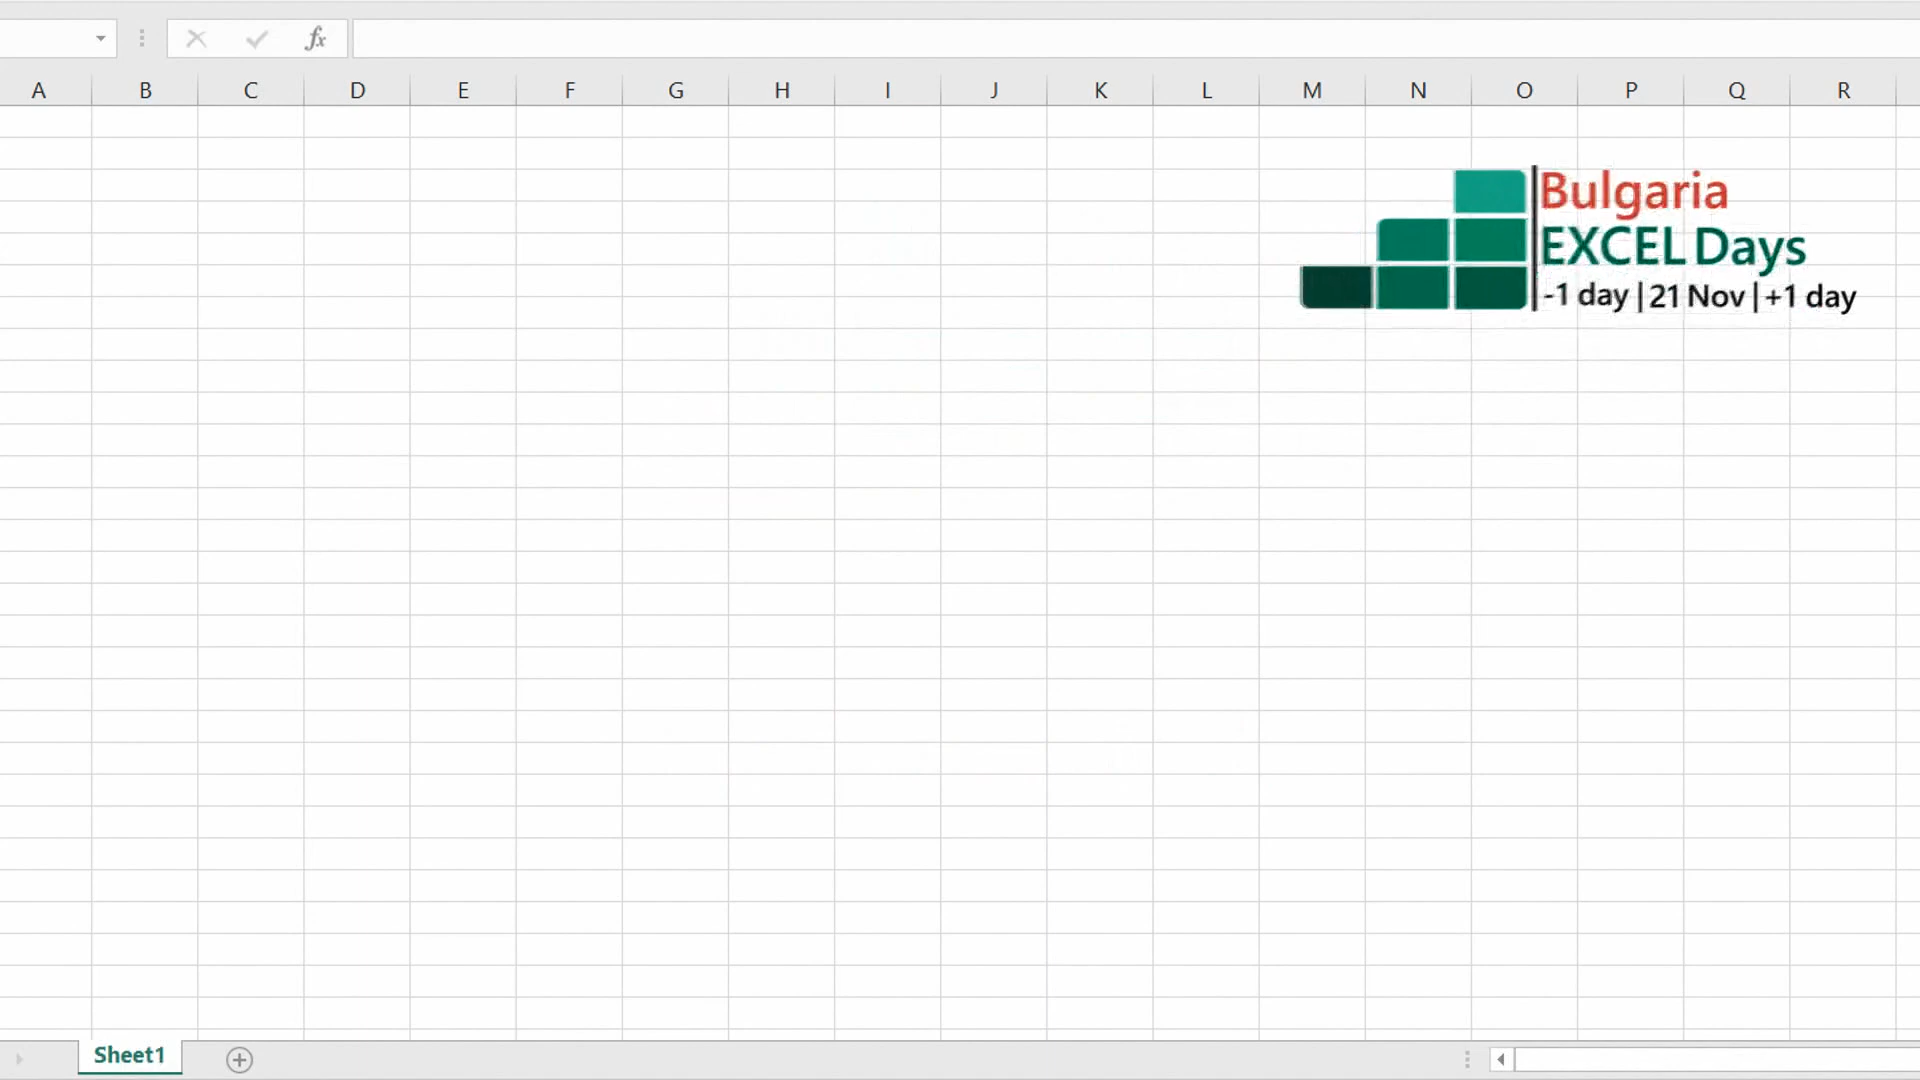 fx
A B C D E F G H I J K L M N O P Q R
Bulgaria
EXCEL Days
-1 day | 21 Nov | +1 day
Sheet1